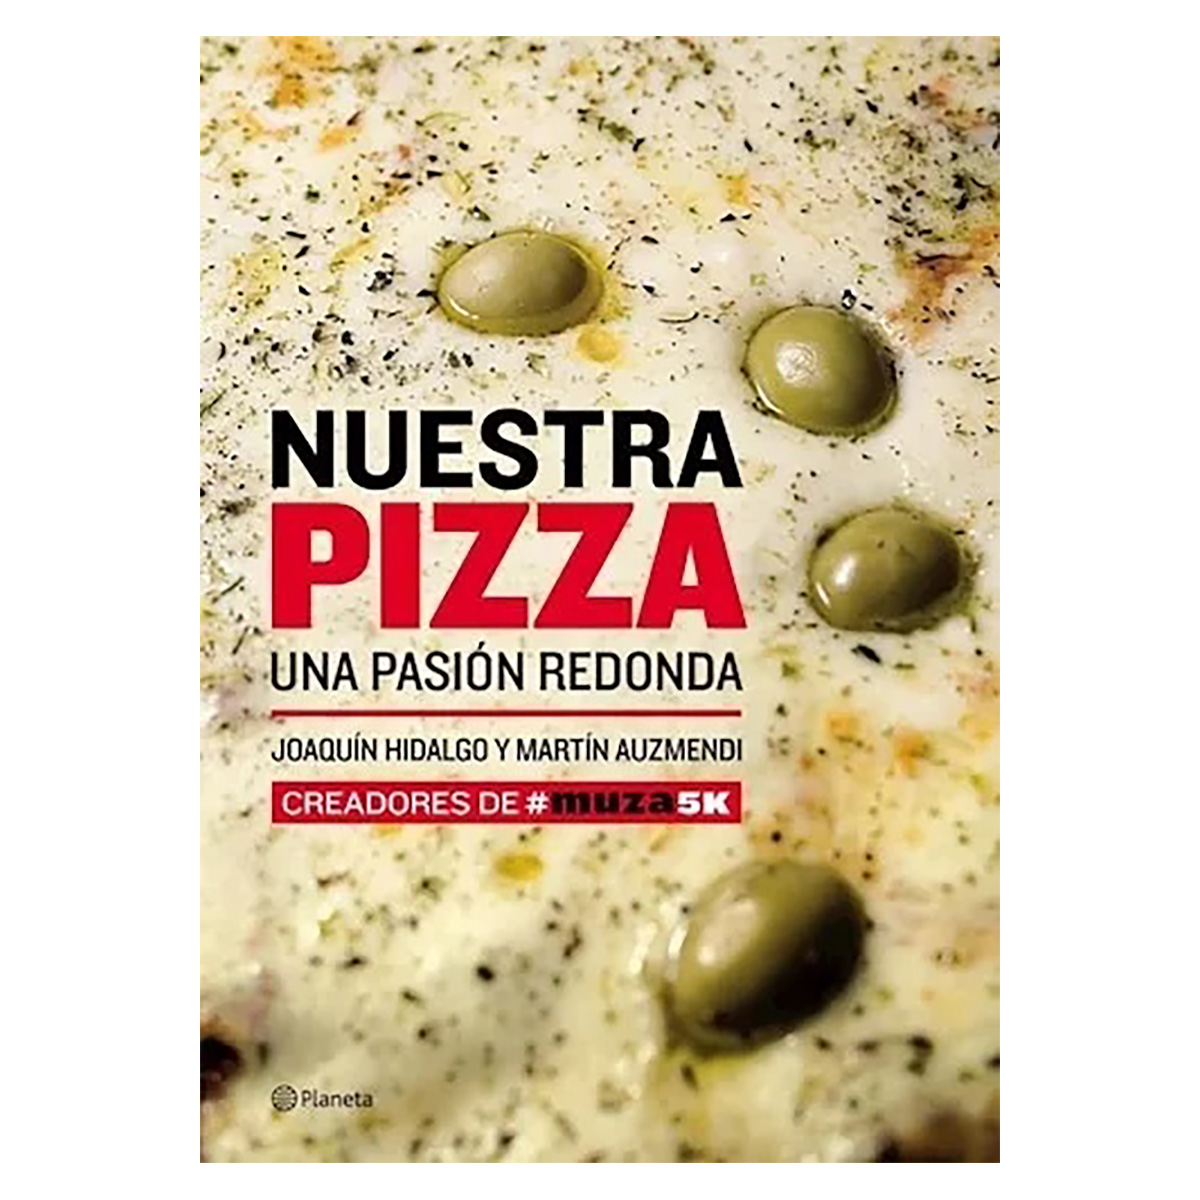 NUESTRA
PIZZA
UNA PASIÓN REDONDA
JOAQUÍN HIDALGO Y MARTÍN AUZMENDI
CREADORES DE #muza5K
Planeta